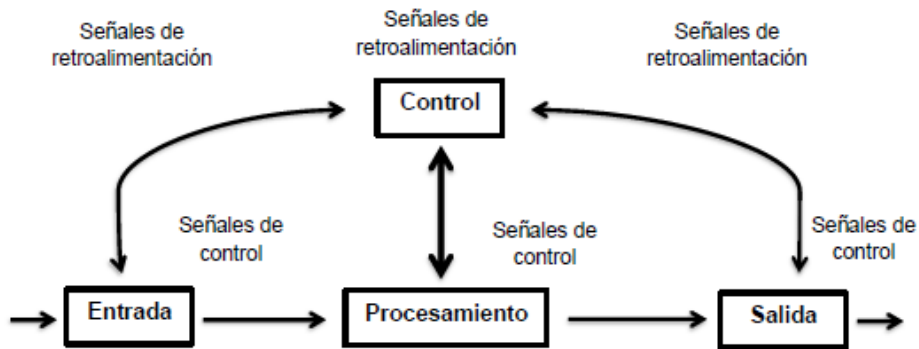 Señales de
retroalimentación
Señales de
retroalimentación
Señales de
retroalimentación
Control
Señales de
control
Señales de
control
Señales de
control
Entrada
Procesamiento
Salida